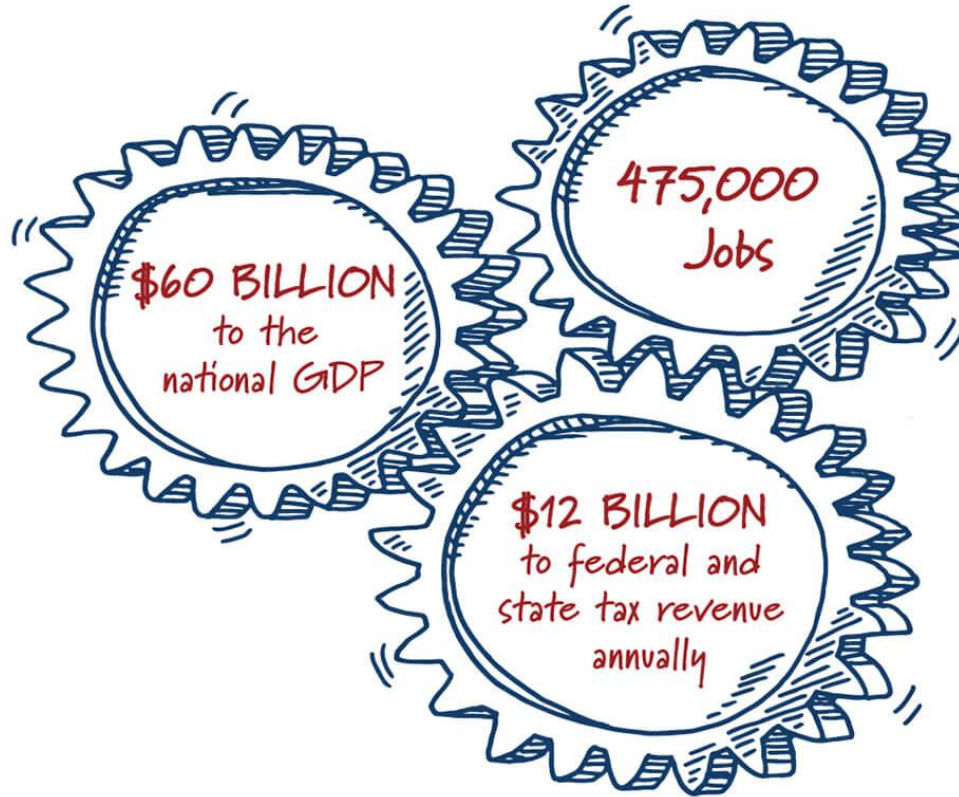 475,000
Jobs
$60 BILLION
to the
national GDP
$12 BILLION
to federal and
state tax revenue
annually